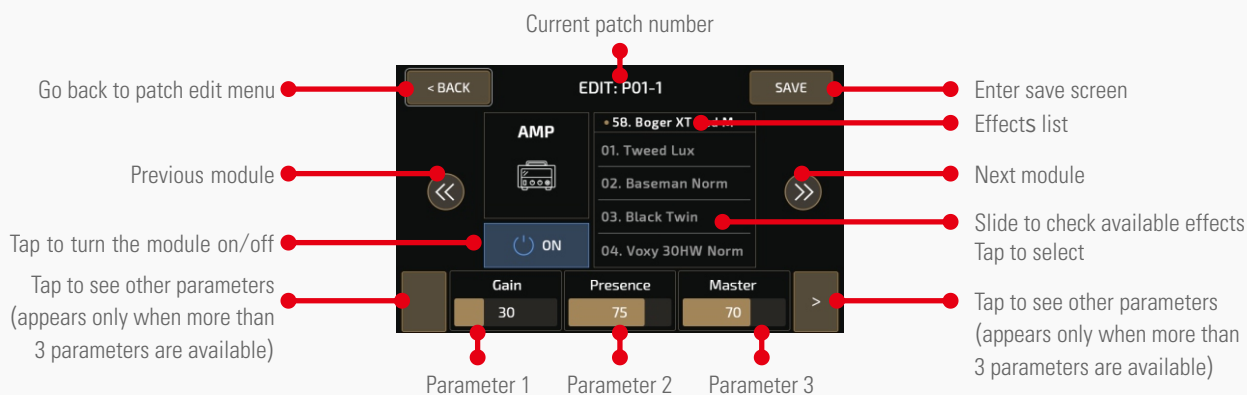 Current patch number
Go back to patch edit menu
< BACK
EDIT: P01-1
SAVE
Enter save screen
AMP
• 58. Boger XT M
Effects list
01. Tweed Lux
Previous module
02. Baseman Norm
Next module
03. Black Twin
Slide to check available effects
Tap to select
Tap to turn the module on/off
ON
04. Voxy 30HW Norm
Tap to see other parameters
(appears only when more than
3 parameters are available)
Gain
30
Presence
75
Master
70
>
Tap to see other parameters
(appears only when more than
3 parameters are available)
Parameter 1
Parameter 2
Parameter 3